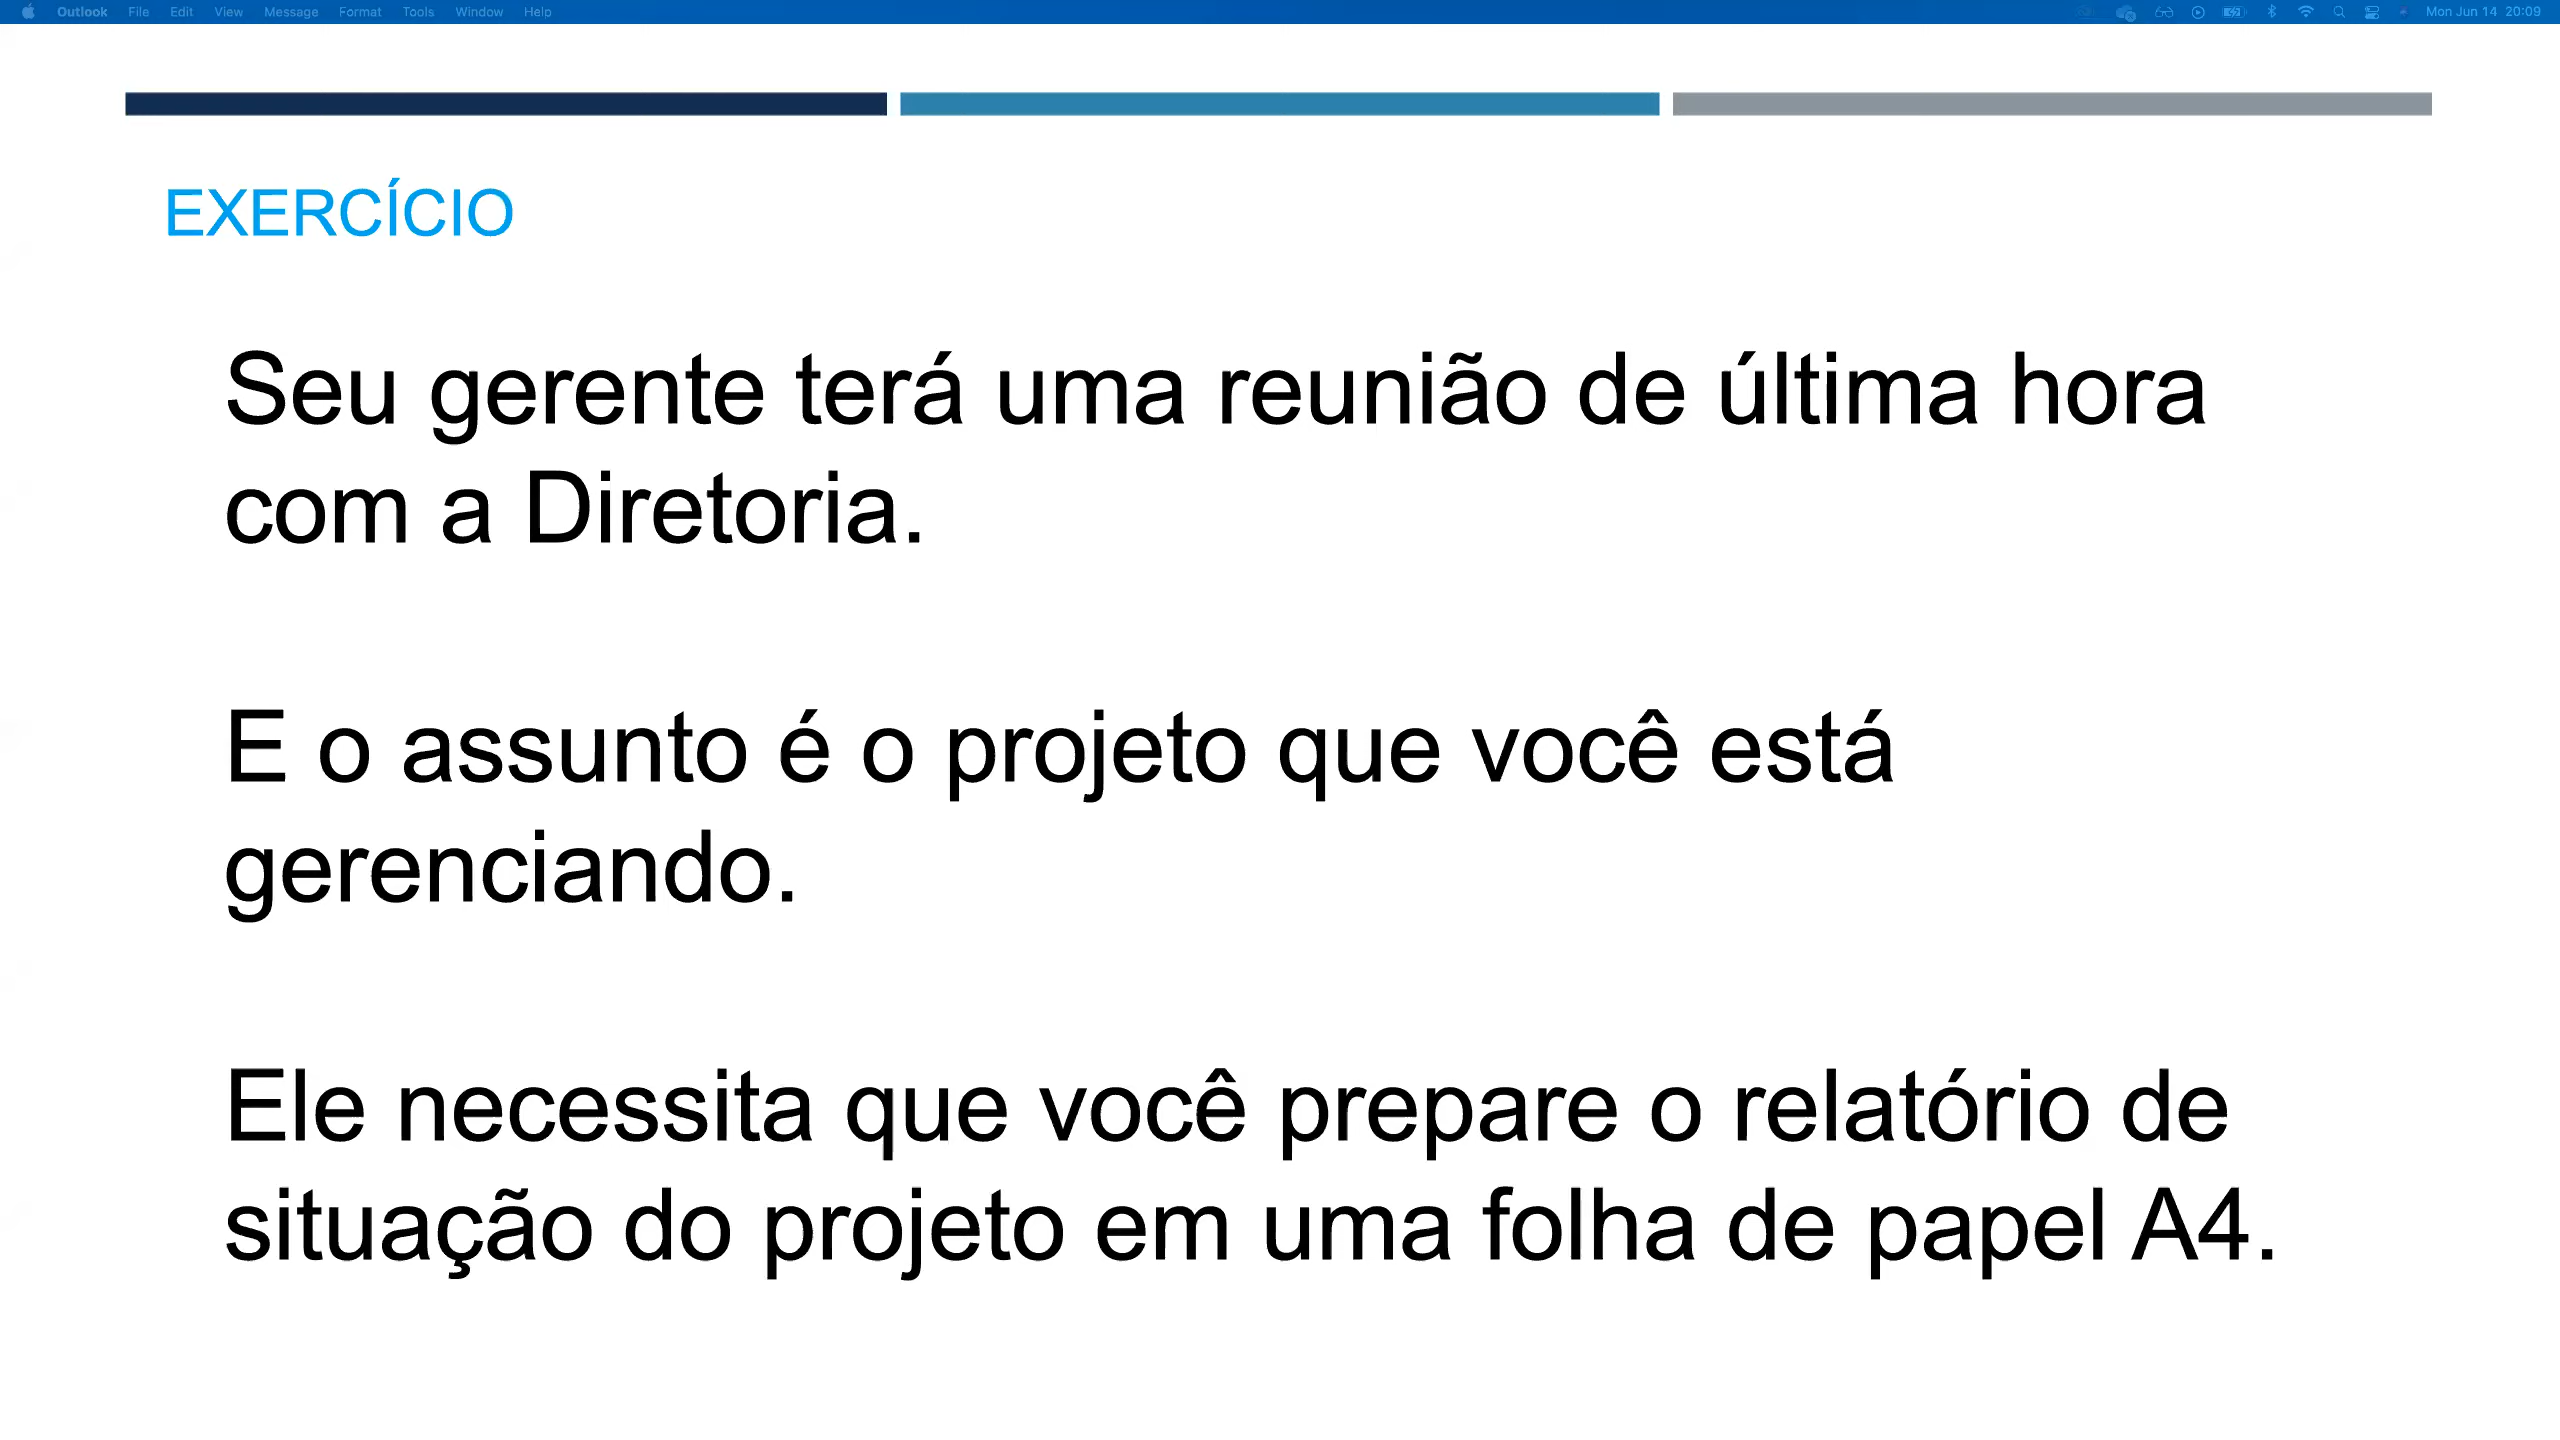 Outlook File Edit View Message Format Tools Window Help Mon Jun 14 20:09
EXERCÍCIO
Seu gerente terá uma reunião de última hora
com a Diretoria.
E o assunto é o projeto que você está
gerenciando.
Ele necessita que você prepare o relatório de
situação do projeto em uma folha de papel A4.